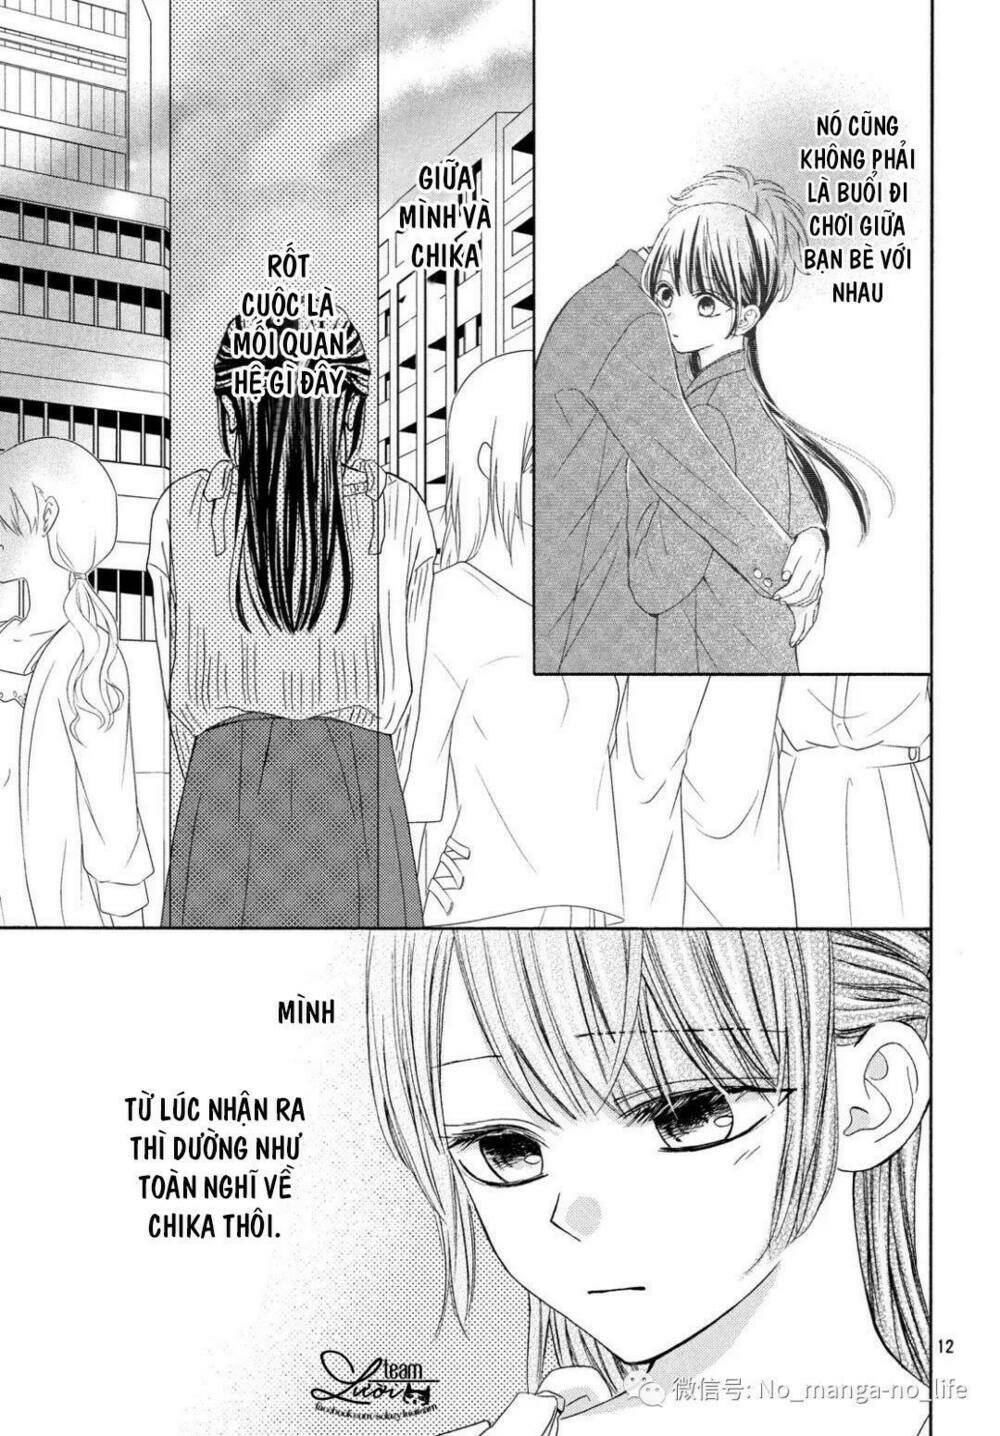 NÓ CŨNG
KHÔNG PHẢI
LÀ BUỔI ĐI
CHƠI GIỮA
BẠN BÈ VỚI
NHAU
GIỮA
MÌNH VÀ
CHIKA
RỐT
CUỘC LÀ
MỐI QUAN
HỆ GÌ ĐÂY
MÌNH
TỪ LÚC NHẬN RA
THÌ DƯỜNG NHƯ
TOÀN NGHĨ VỀ
CHIKA THÔI.
12
team
Lười
微信号: No_manga-no_life